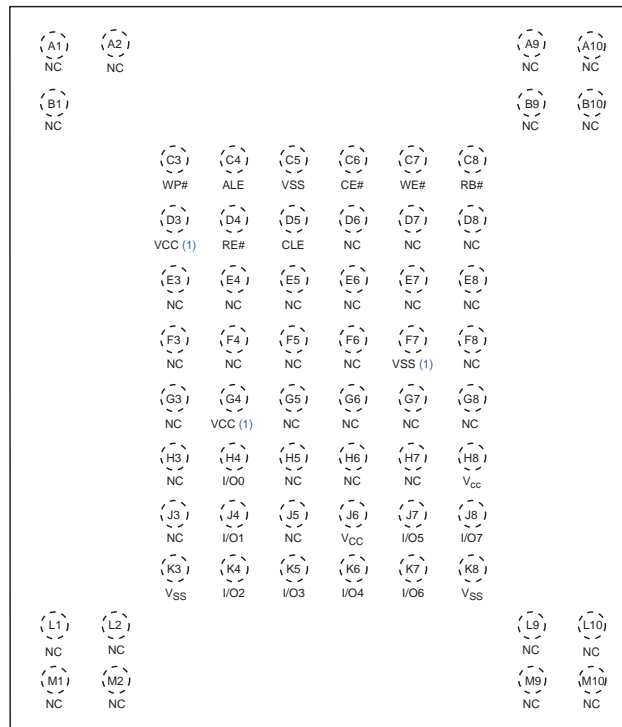 A1 A2 A9 A10
NC NC NC NC
B1 B9 B10
NC NC NC
C3 C4 C5 C6 C7 C8
WP# ALE VSS CE# WE# RB#
D3 D4 D5 D6 D7 D8
VCC (1) RE# CLE NC NC NC
E3 E4 E5 E6 E7 E8
NC NC NC NC NC NC
F3 F4 F5 F6 F7 F8
NC NC NC NC VSS (1) NC
G3 G4 G5 G6 G7 G8
NC VCC (1) NC NC NC NC
H3 H4 H5 H6 H7 H8
NC I/O0 NC NC NC Vcc
J3 J4 J5 J6 J7 J8
NC I/O1 NC VCC I/O5 I/O7
K3 K4 K5 K6 K7 K8
VSS I/O2 I/O3 I/O4 I/O6 VSS
L1 L2 L9 L10
NC NC NC NC
M1 M2 M9 M10
NC NC NC NC